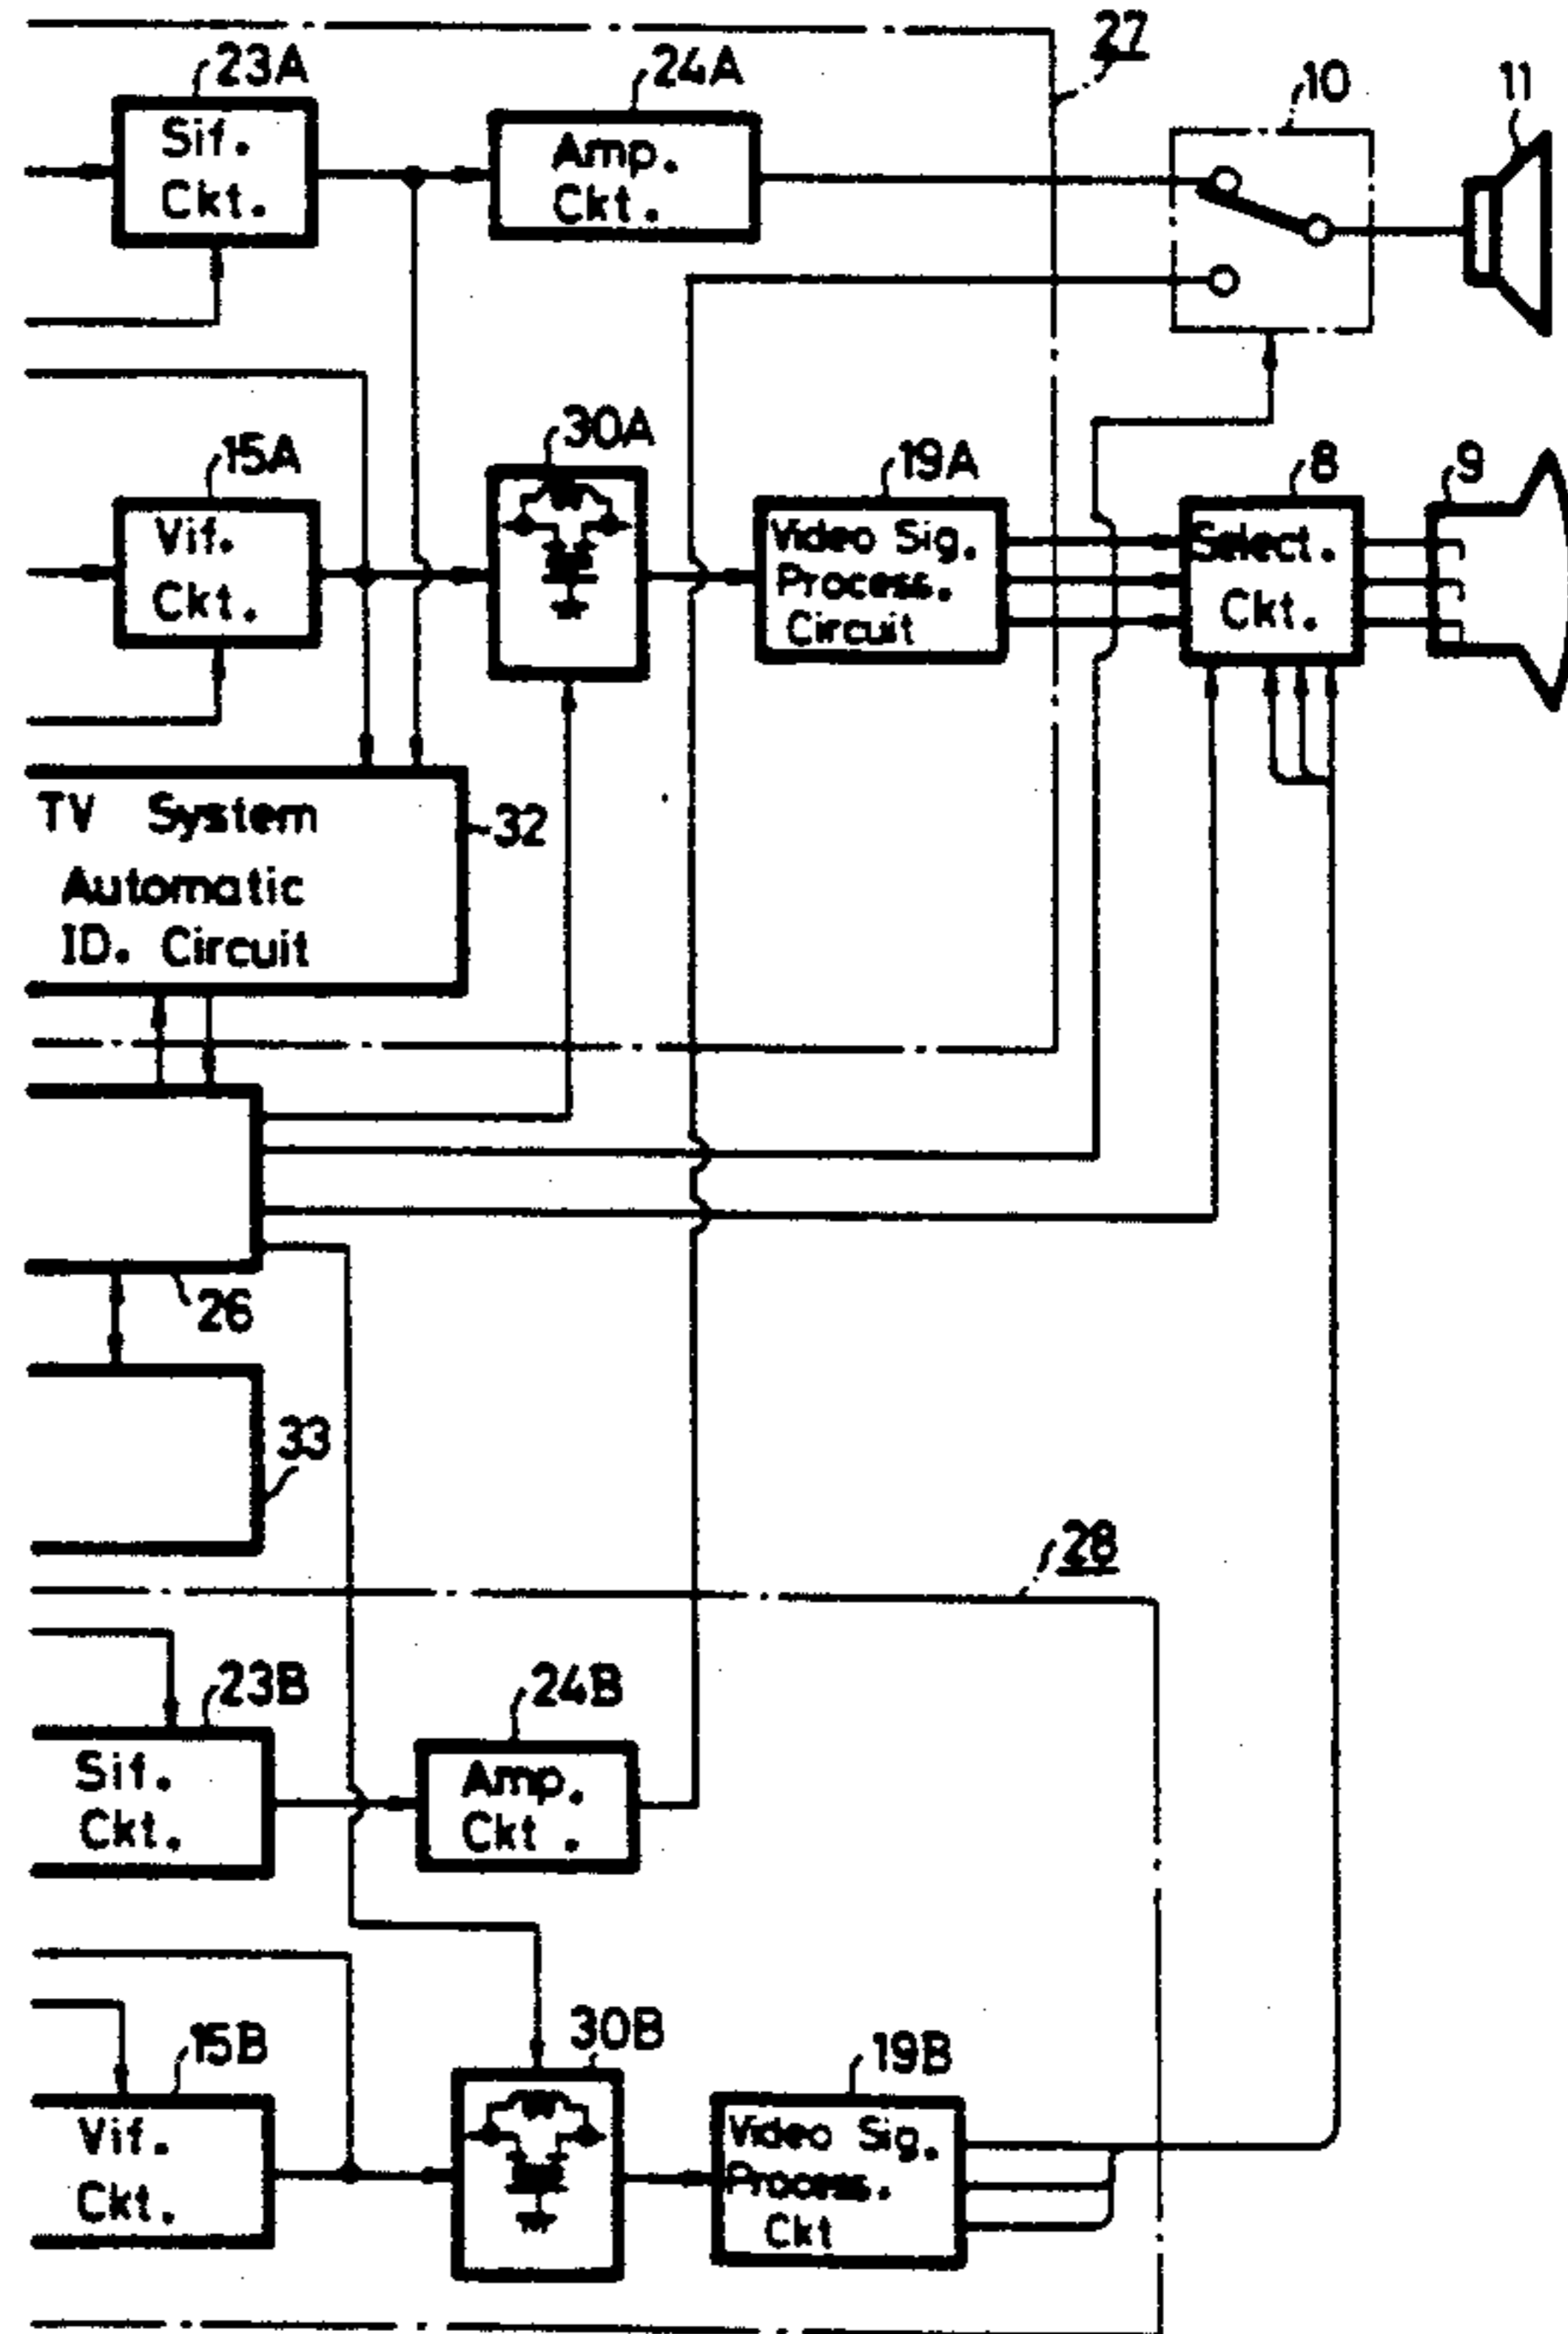 22
23A
24A
10
11
Sif.
Ckt.
Amp.
Ckt.
15A
30A
19A
8
9
Vif.
Ckt.
Video Sig.
Process.
Circuit
Select.
Ckt.
TV System
Automatic
ID. Circuit
32
26
33
28
23B
24B
Sif.
Ckt.
Amp.
Ckt.
15B
30B
19B
Vif.
Ckt.
Video Sig.
Process.
Ckt